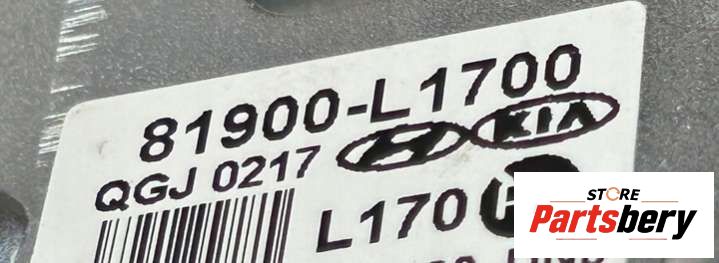 81900-L1700
QGJ 0217 KIA
L170
STORE
Partsbery